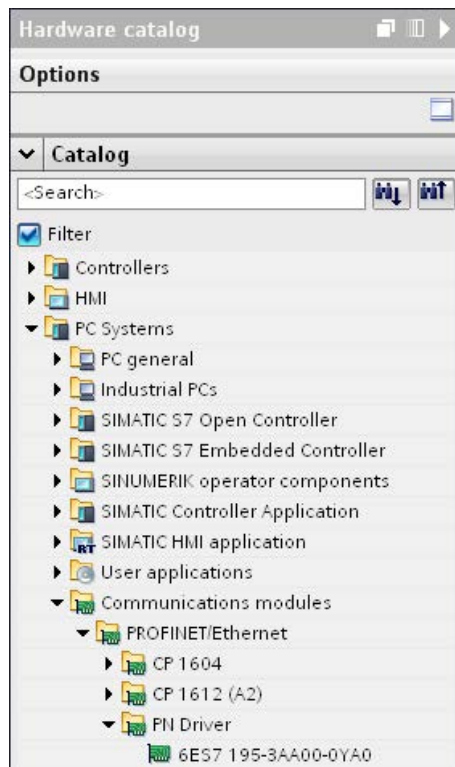 Hardware catalog
Options
Catalog
<Search>
Filter
Controllers
HMI
PC Systems
PC general
Industrial PCs
SIMATIC S7 Open Controller
SIMATIC S7 Embedded Controller
SINUMERIK operator components
SIMATIC Controller Application
RT SIMATIC HMI application
User applications
Communications modules
PROFINET/Ethernet
CP 1604
CP 1612 (A2)
PN Driver
6ES7 195-3AA00-0YA0